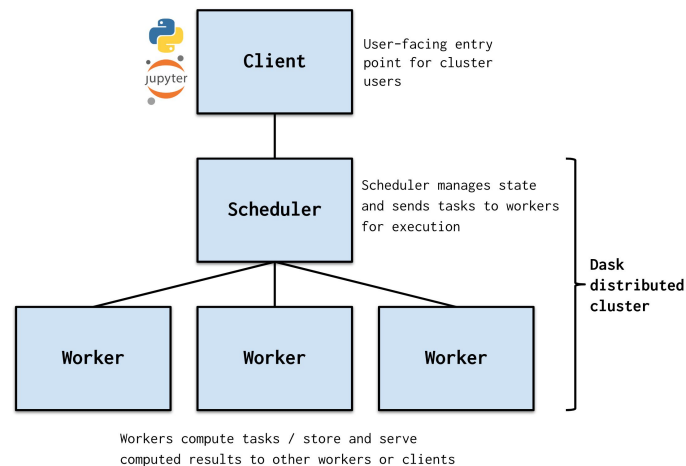 jupyter
Client
User-facing entry
point for cluster
users
Scheduler
Scheduler manages state
and sends tasks to workers
for execution
Dask
distributed
cluster
Worker
Worker
Worker
Workers compute tasks / store and serve
computed results to other workers or clients